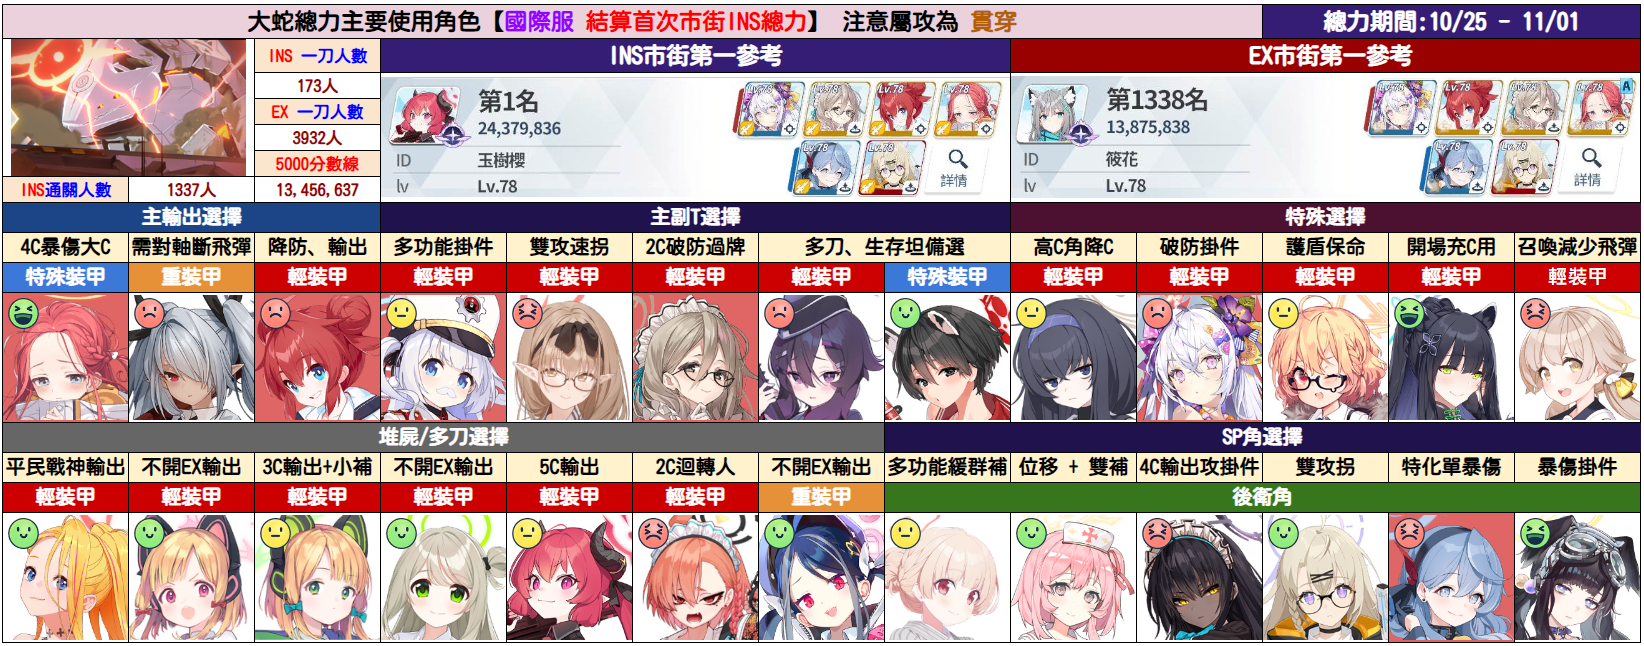 大蛇總力主要使用角色【國際服 結算首次市街INS總力】 注意屬攻為 貫穿
總力期間:10/25 - 11/01
INS 一刀人數
173人
EX 一刀人數
3932人
5000分數線
INS通關人數
1337人
13,456,637
INS市街第一參考
第1名
24,379,836
ID
玉樹櫻
lv
Lv.78
Lv.78
Lv.78
Lv.78
Lv.78
Lv.78
Lv.78
詳情
EX市街第一參考
第1338名
13,875,838
ID
筱花
lv
Lv.78
Lv.78
Lv.78
Lv.78
Lv.78
A
Lv.78
Lv.78
詳情
主輸出選擇
主副T選擇
特殊選擇
4C暴傷大C
需對軸斷飛彈
降防、輸出
多功能掛件
雙攻速拐
2C破防過牌
多刀、生存坦備選
高C角降C
破防掛件
護盾保命
開場充C用
召喚減少飛彈
特殊裝甲
重裝甲
輕裝甲
輕裝甲
輕裝甲
輕裝甲
輕裝甲
特殊裝甲
輕裝甲
輕裝甲
輕裝甲
輕裝甲
輕裝甲
堆屍/多刀選擇
SP角選擇
平民戰神輸出
不開EX輸出
3C輸出+小補
不開EX輸出
5C輸出
2C迴轉人
不開EX輸出
多功能緩群補
位移 + 雙補
4C輸出攻掛件
雙攻拐
特化單暴傷
暴傷掛件
輕裝甲
輕裝甲
輕裝甲
輕裝甲
輕裝甲
輕裝甲
重裝甲
後衛角